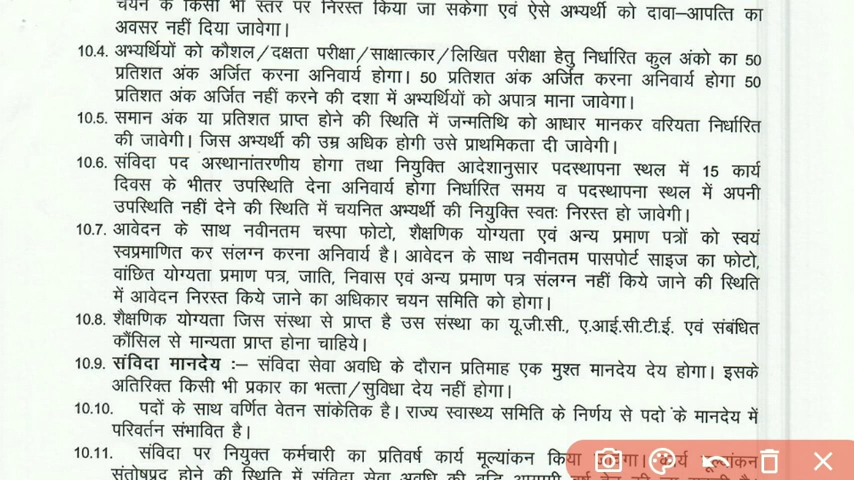 चयन के किसी भी स्तर पर निरस्त किया जा सकेगा एवं ऐसे अभ्यर्थी को दावा–आपत्ति का
अवसर नहीं दिया जावेगा।
10.4. अभ्यर्थियों को कौशल/दक्षता परीक्षा/साक्षात्कार/लिखित परीक्षा हेतु निर्धारित कुल अंको का 50
प्रतिशत अंक अर्जित करना अनिवार्य होगा। 50 प्रतिशत अंक अर्जित करना अनिवार्य होगा 50
प्रतिशत अंक अर्जित नहीं करने की दशा में अभ्यर्थियों को अपात्र माना जावेगा।
10.5. समान अंक या प्रतिशत प्राप्त होने की स्थिति में जन्मतिथि को आधार मानकर वरियता निर्धारित
की जावेगी। जिस अभ्यर्थी की उम्र अधिक होगी उसे प्राथमिकता दी जावेगी।
10.6. संविदा पद अस्थानांतरणीय होगा तथा नियुक्ति आदेशानुसार पदस्थापना स्थल में 15 कार्य
दिवस के भीतर उपस्थिति देना अनिवार्य होगा निर्धारित समय व पदस्थापना स्थल में अपनी
उपस्थिति नहीं देने की स्थिति में चयनित अभ्यर्थी की नियुक्ति स्वतः निरस्त हो जावेगी।
10.7. आवेदन के साथ नवीनतम चस्पा फोटो, शैक्षणिक योग्यता एवं अन्य प्रमाण पत्रों को स्वयं
स्वप्रमाणित कर संलग्न करना अनिवार्य है। आवेदन के साथ नवीनतम पासपोर्ट साइज का फोटो,
वांछित योग्यता प्रमाण पत्र, जाति, निवास एवं अन्य प्रमाण पत्र संलग्न नहीं किये जाने की स्थिति
में आवेदन निरस्त किये जाने का अधिकार चयन समिति को होगा।
10.8. शैक्षणिक योग्यता जिस संस्था से प्राप्त है उस संस्था का यू.जी.सी., ए.आई.सी.टी.ई. एवं संबंधित
कौंसिल से मान्यता प्राप्त होना चाहिये।
10.9. संविदा मानदेय :– संविदा सेवा अवधि के दौरान प्रतिमाह एक मुश्त मानदेय देय होगा। इसके
अतिरिक्त किसी भी प्रकार का भत्ता/सुविधा देय नहीं होगा।
10.10. पदों के साथ वर्णित वेतन सांकेतिक है। राज्य स्वास्थ्य समिति के निर्णय से पदो के मानदेय में
परिवर्तन संभावित है।
10.11. संविदा पर नियुक्त कर्मचारी का प्रतिवर्ष कार्य मूल्यांकन किया जावेगा। कार्य मूल्यांकन
संतोषप्रद होने की स्थिति में संविदा सेवा अवधि की वृद्धि